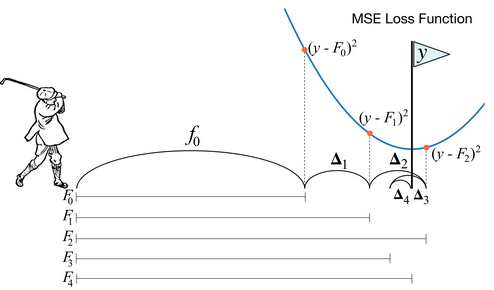 MSE Loss Function
(y - F₀)²
y
(y - F₁)²
f₀
Δ₁
Δ₂
(y - F₂)²
Δ₄
Δ₃
F₀
F₁
F₂
F₃
F₄